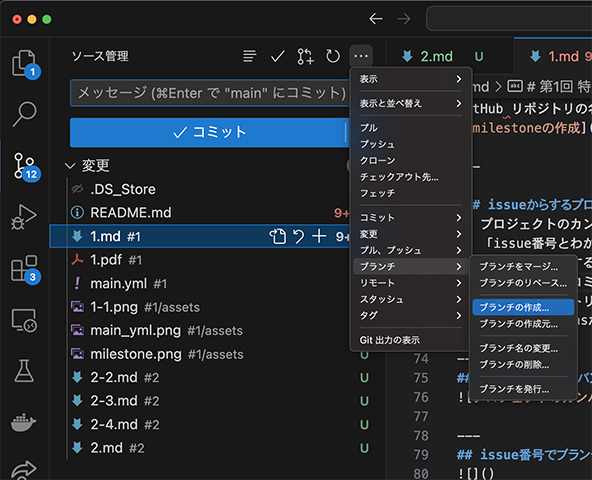 ソース管理
メッセージ (⌘Enter で "main" にコミット)
コミット
変更
.DS_Store
README.md 9+
1.md #1 9+
1.pdf #1
main.yml #1
1-1.png #1/assets
main_yml.png #1/assets
milestone.png #1/assets U
2-2.md #2 U
2-3.md #2 U
2-4.md #2 U
2.md #2 U
1
12
3
表示
表示と並べ替え
プル
プッシュ
クローン
チェックアウト先...
フェッチ
コミット
変更
プル、プッシュ
ブランチ
リモート
スタッシュ
タグ
Git 出力の表示
ブランチをマージ...
ブランチのリベース...
ブランチの作成...
ブランチの作成元...
ブランチ名の変更...
ブランチの削除...
ブランチを発行...
2.md U
1.md 9+
md > # 第1回 特
tHub リポジトリの名
milestoneの作成](
# issueからするプロ
プロジェクトのカン
「issue番号とわか
74
75 ##
76 ![
77
78 ---
79 ## issue番号でブラン
80 ![]()